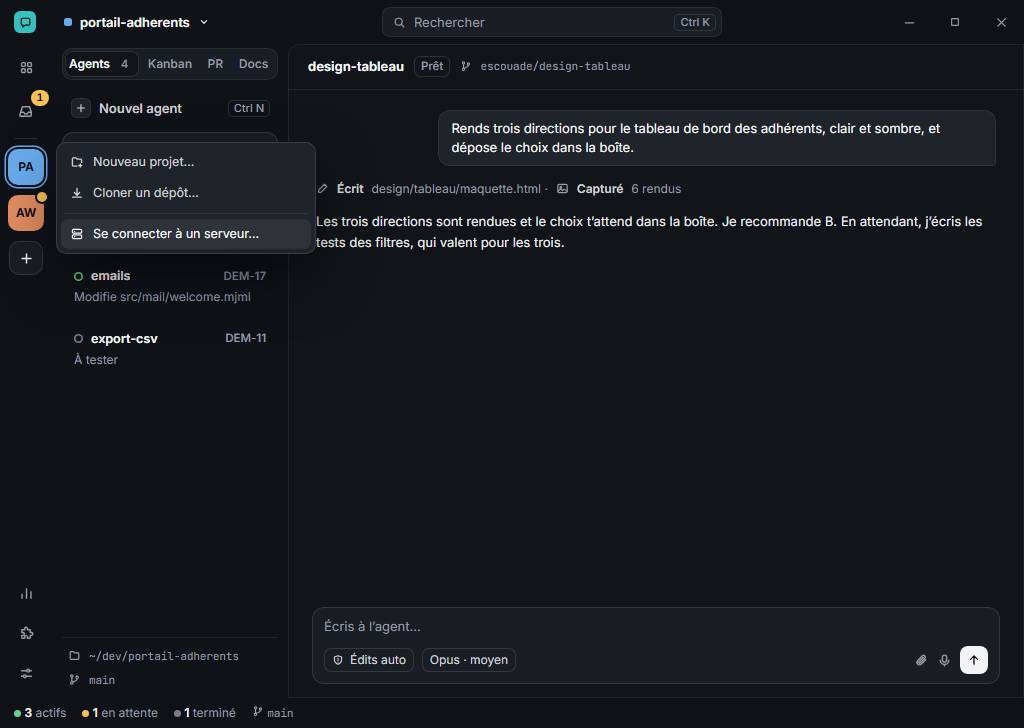 portail-adherents
Rechercher
Ctrl K
1
PA
AW
Agents 4
Kanban
PR
Docs
Nouvel agent
Ctrl N
Nouveau projet...
Cloner un dépôt...
Se connecter à un serveur...
emails
DEM-17
Modifie src/mail/welcome.mjml
export-csv
DEM-11
À tester
~/dev/portail-adherents
main
design-tableau
Prêt
escouade/design-tableau
Rends trois directions pour le tableau de bord des adhérents, clair et sombre, et
dépose le choix dans la boîte.
Écrit design/tableau/maquette.html · Capturé 6 rendus
Les trois directions sont rendues et le choix t’attend dans la boîte. Je recommande B. En attendant, j’écris les
tests des filtres, qui valent pour les trois.
Écris à l’agent...
Édits auto
Opus · moyen
3 actifs
1 en attente
1 terminé
main